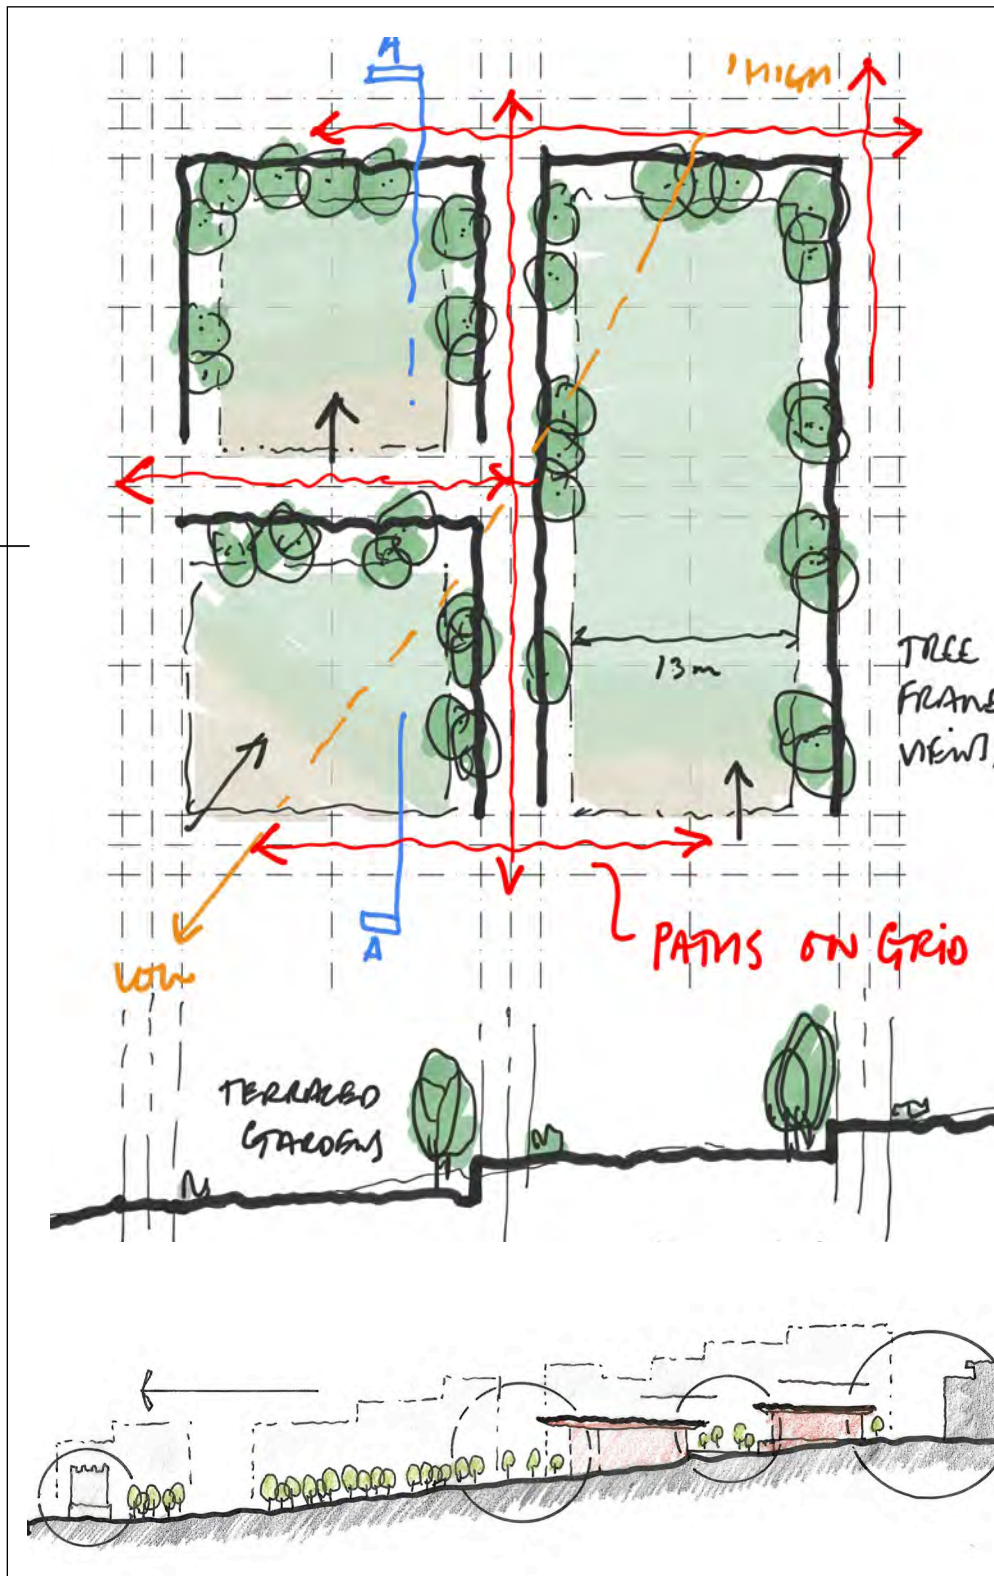 A
HIGH
13m
TREE
FRAME
VIEWS
A
PATHS ON GRID
LOW
TERRACED
GARDENS